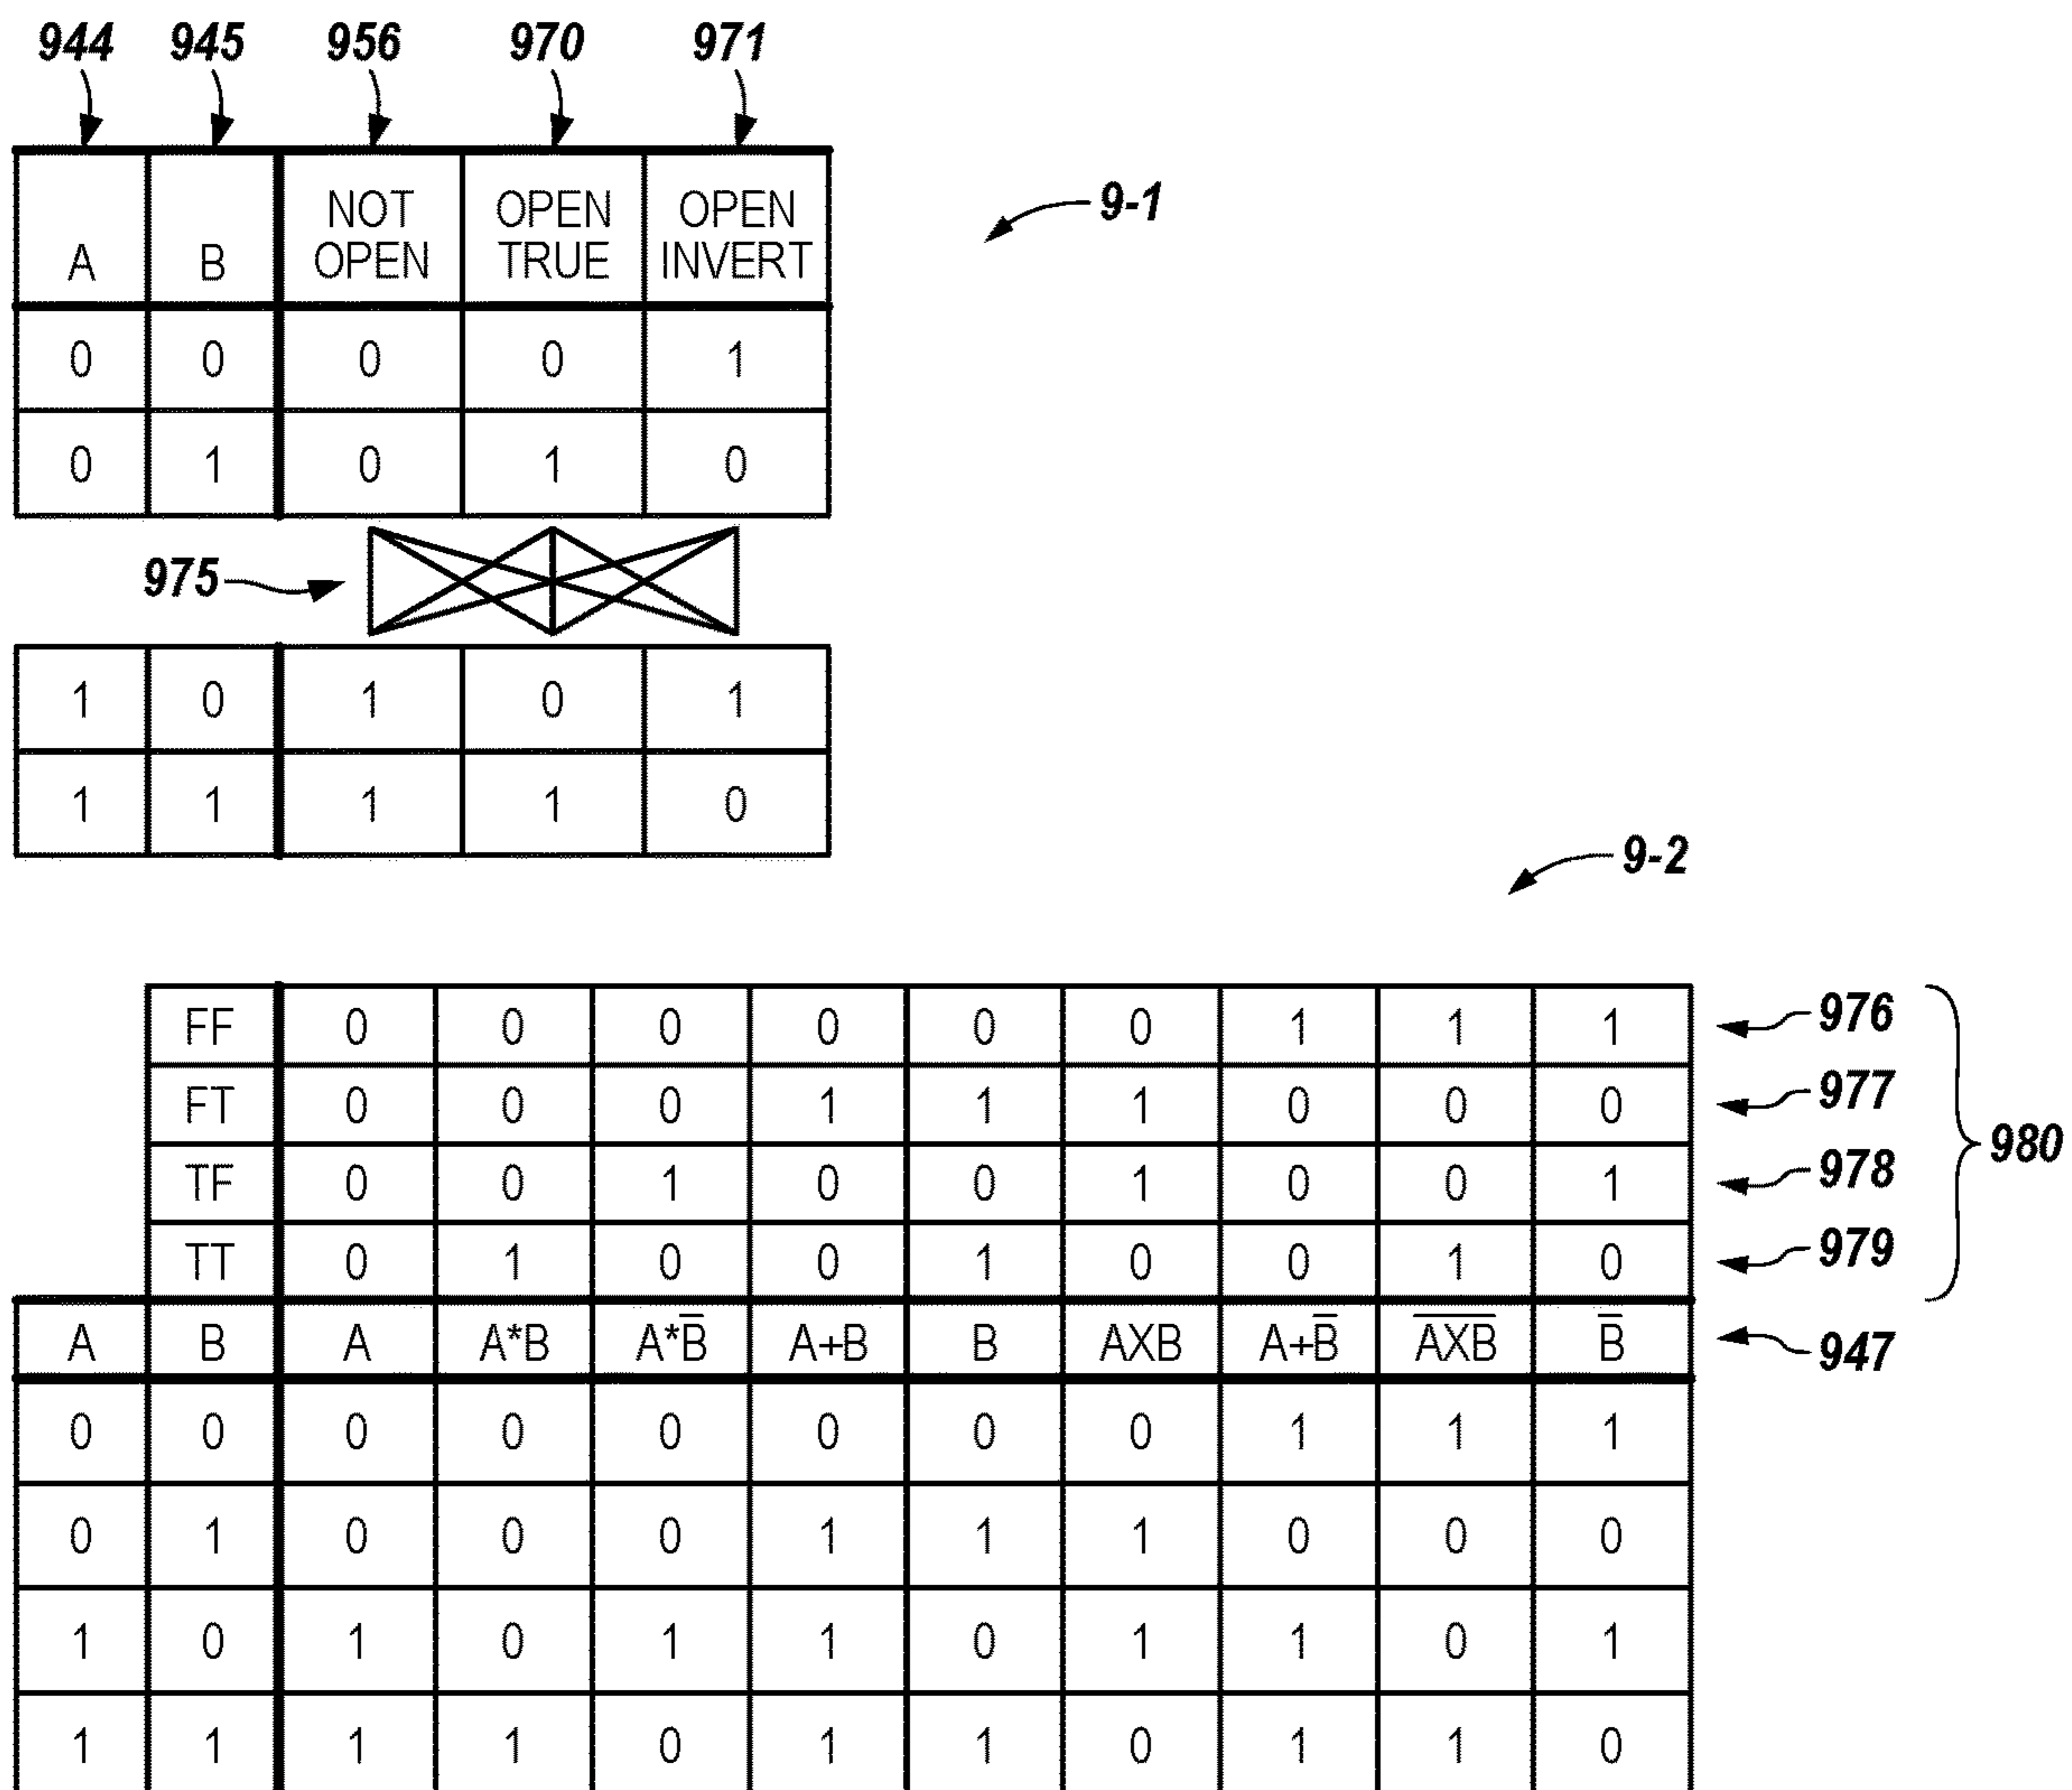 944 945 956 970 971
9-1
A B NOT OPEN OPEN TRUE OPEN INVERT
0 0 0 0 1
0 1 0 1 0
975
1 0 1 0 1
1 1 1 1 0
9-2
FF 0 0 0 0 0 0 1 1 1 976
FT 0 0 0 1 1 1 0 0 0 977
980
TF 0 0 1 0 0 1 0 0 1 978
TT 0 1 0 0 1 0 0 1 0 979
A B A A*B A*B̅ A+B B AXB A+B̅ A̅X̅B̅ B̅ 947
0 0 0 0 0 0 0 0 1 1 1
0 1 0 0 0 1 1 1 0 0 0
1 0 1 0 1 1 0 1 1 0 1
1 1 1 1 0 1 1 0 1 1 0